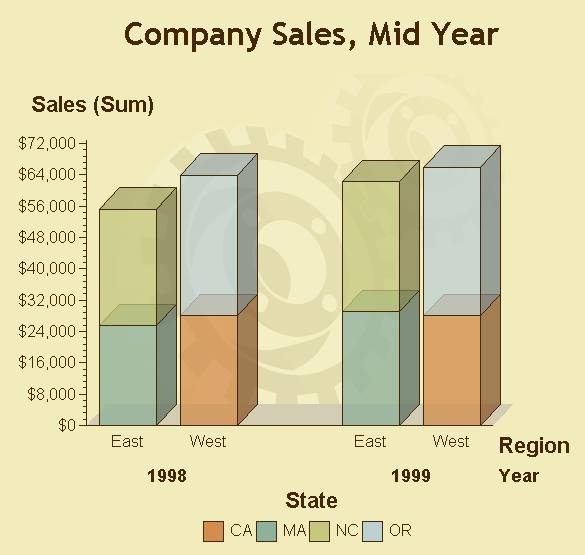 Company Sales, Mid Year
Sales (Sum)
$72,000
$64,000
$56,000
$48,000
$40,000
$32,000
$24,000
$16,000
$8,000
$0
East West East West Region
1998 1999 Year
State
CA MA NC OR